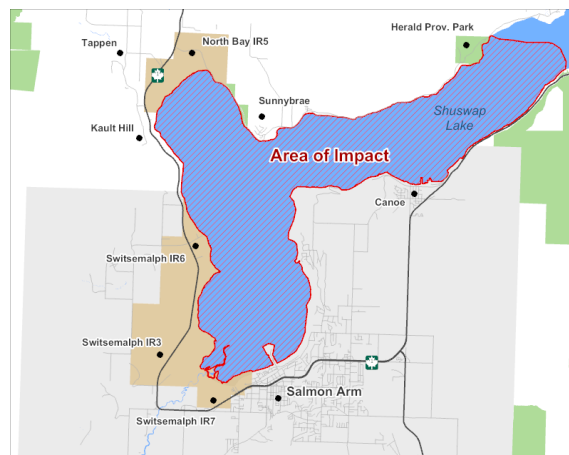 Herald Prov. Park
Tappen
North Bay IR5
Sunnybrae
Shuswap
Lake
Kault Hill
Area of Impact
Canoe
Switsemalph IR6
Switsemalph IR3
Salmon Arm
Switsemalph IR7